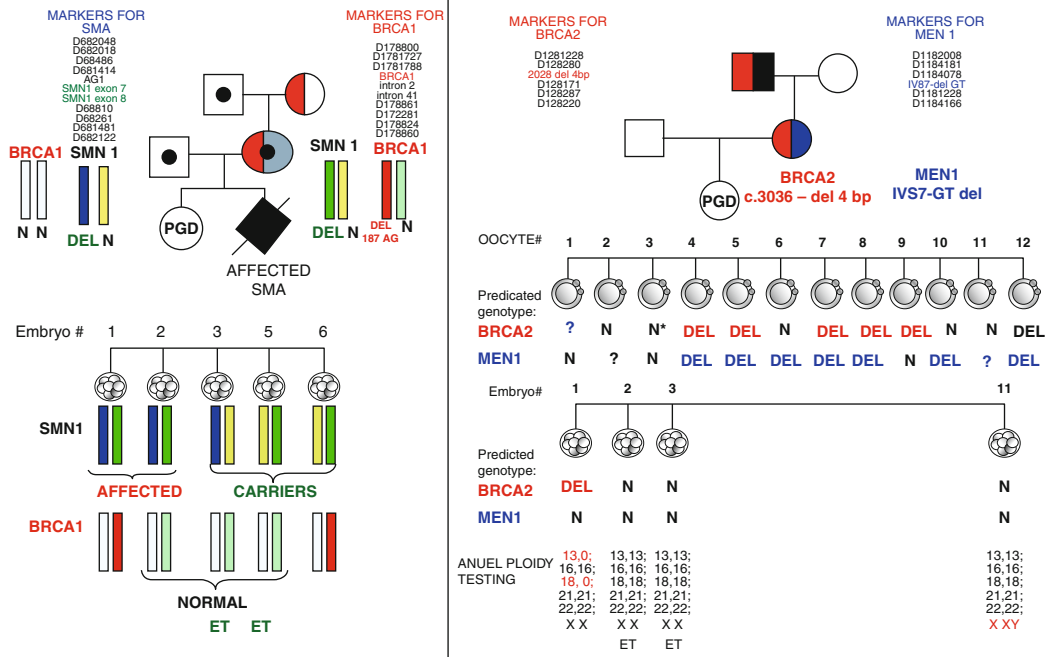 MARKERS FOR
SMA
D682048
D682018
D68486
D681414
AG1
SMN1 exon 7
SMN1 exon 8
D68810
D68261
D681481
D682122
MARKERS FOR
BRCA1
D178800
D1781727
D1781788
BRCA1
intron 2
intron 41
D178861
D172281
D178824
D178860
BRCA1 SMN 1
N N
DEL N
PGD
AFFECTED
SMA
SMN 1
BRCA1
DEL N
DEL N
187 AG
Embryo # 1 2 3 5 6
SMN1
AFFECTED CARRIERS
BRCA1
NORMAL
ET ET
MARKERS FOR
BRCA2
D1281228
D128280
2028 del 4bp
D128171
D128287
D128220
MARKERS FOR
MEN 1
D1182008
D1184181
D1184078
IV87-del GT
D1181228
D1184166
BRCA2
c.3036 – del 4 bp
MEN1
IVS7-GT del
PGD
OOCYTE# 1 2 3 4 5 6 7 8 9 10 11 12
Predicated
genotype:
BRCA2 ? N N* DEL DEL N DEL DEL DEL N N DEL
MEN1 N ? N DEL DEL DEL DEL DEL N DEL ? DEL
Embryo# 1 2 3 11
Predicted
genotype:
BRCA2 DEL N N N
MEN1 N N N N
ANUEL PLOIDY
TESTING
13,0; 13,13; 13,13; 13,13;
16,16; 16,16; 16,16; 16,16;
18, 0; 18,18; 18,18; 18,18;
21,21; 21,21; 21,21; 21,21;
22,22; 22,22; 22,22; 22,22;
X X X X X X X XY
ET ET